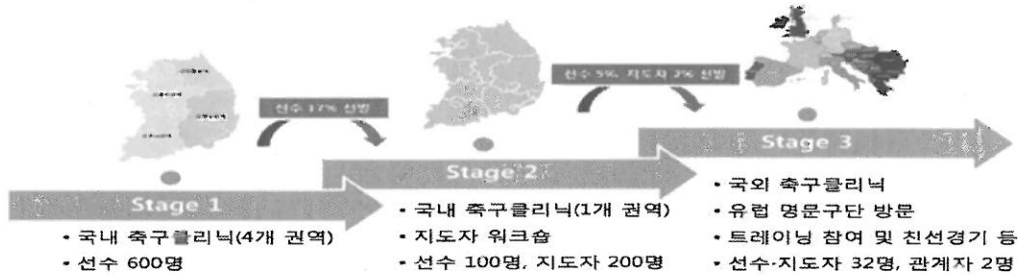 선수 17% 선발
선수 5%, 지도자 2% 선발
Stage 1
• 국내 축구클리닉(4개 권역)
• 선수 600명
Stage 2
• 국내 축구클리닉(1개 권역)
• 지도자 워크숍
• 선수 100명, 지도자 200명
Stage 3
• 국외 축구클리닉
• 유럽 명문구단 방문
• 트레이닝 참여 및 친선경기 등
• 선수·지도자 32명, 관계자 2명